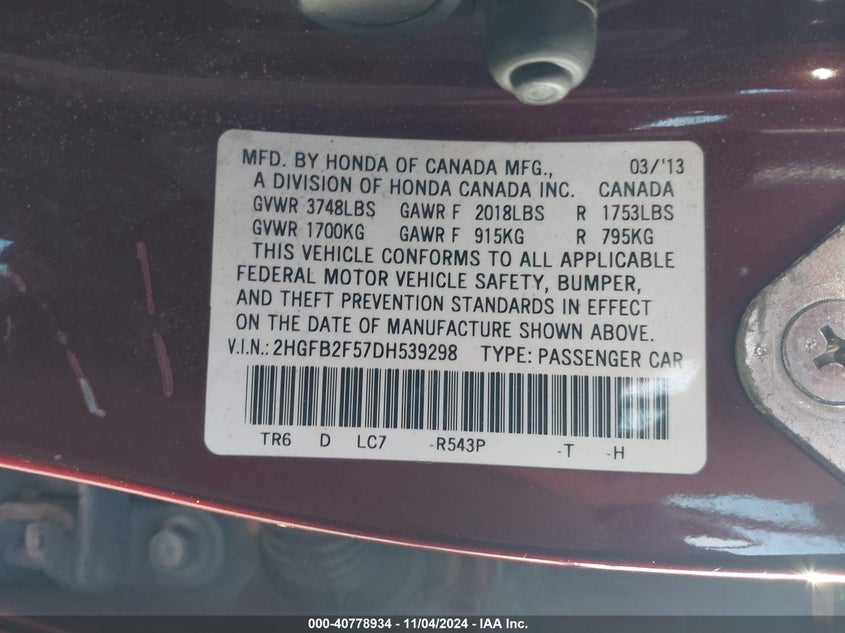 MFD. BY HONDA OF CANADA MFG., 03/'13
A DIVISION OF HONDA CANADA INC. CANADA
GVWR 3748LBS GAWR F 2018LBS R 1753LBS
GVWR 1700KG GAWR F 915KG R 795KG
THIS VEHICLE CONFORMS TO ALL APPLICABLE
FEDERAL MOTOR VEHICLE SAFETY, BUMPER,
AND THEFT PREVENTION STANDARDS IN EFFECT
ON THE DATE OF MANUFACTURE SHOWN ABOVE.
V.I.N.: 2HGFB2F57DH539298 TYPE: PASSENGER CAR
TR6 D LC7 -R543P -T -H
000-40778934 - 11/04/2024 - IAA Inc.